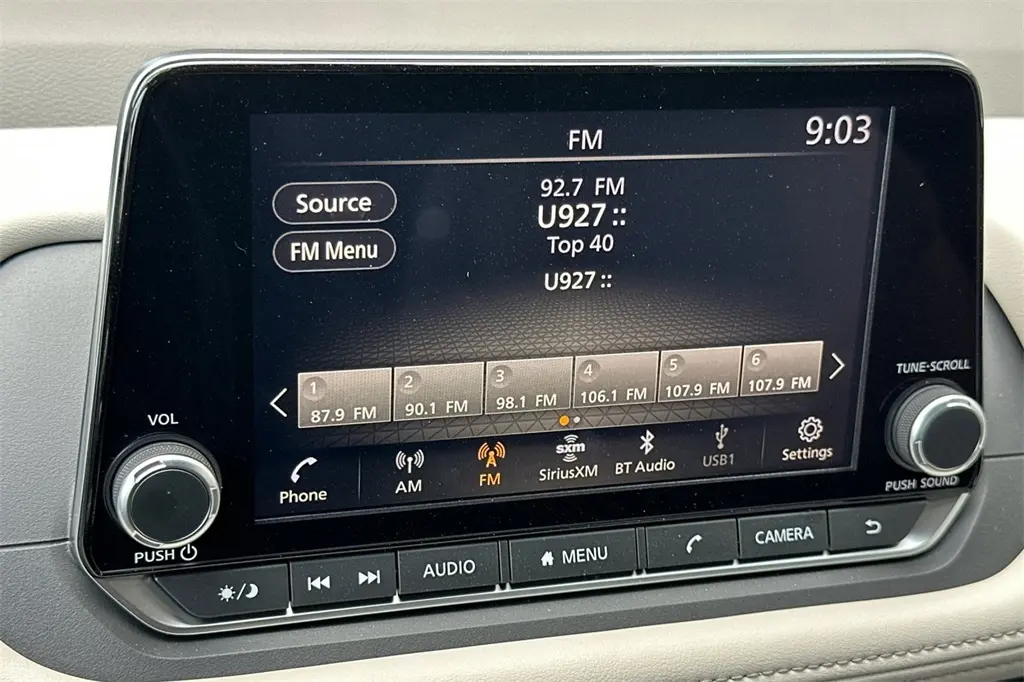 FM
9:03
Source
FM Menu
92.7 FM
U927 ::
Top 40
U927 ::
1
87.9 FM
2
90.1 FM
3
98.1 FM
4
106.1 FM
5
107.9 FM
6
107.9 FM
Phone
AM
FM
sxm
SiriusXM
BT Audio
USB1
Settings
VOL
PUSH
TUNE·SCROLL
PUSH SOUND
AUDIO
MENU
CAMERA